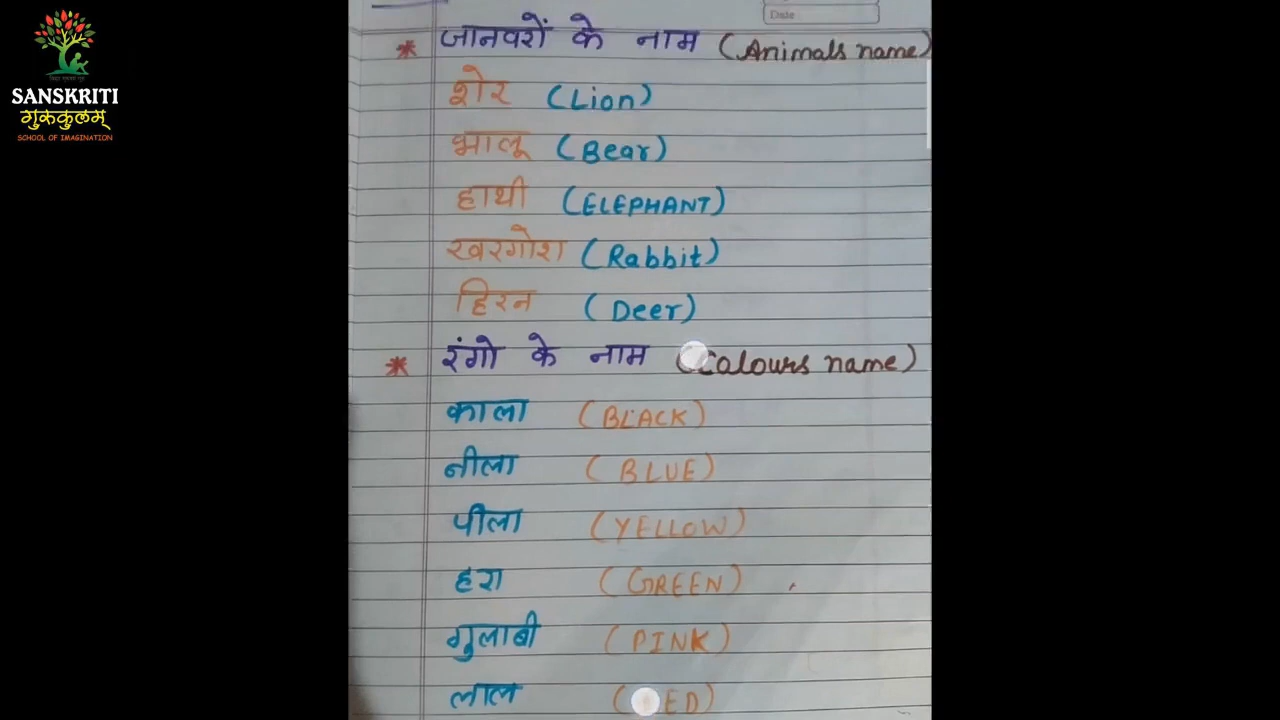 SANSKRITI
गुरुकुलम्
SCHOOL OF IMAGINATION
Date
* जानवरों के नाम (Animals name)
शेर (Lion)
भालू (Bear)
हाथी (ELEPHANT)
खरगोश (Rabbit)
हिरन (Deer)
* रंगो के नाम (Colours name)
काला (BLACK)
नीला (BLUE)
पीला (YELLOW)
हरा (GREEN)
गुलाबी (PINK)
लाल (RED)